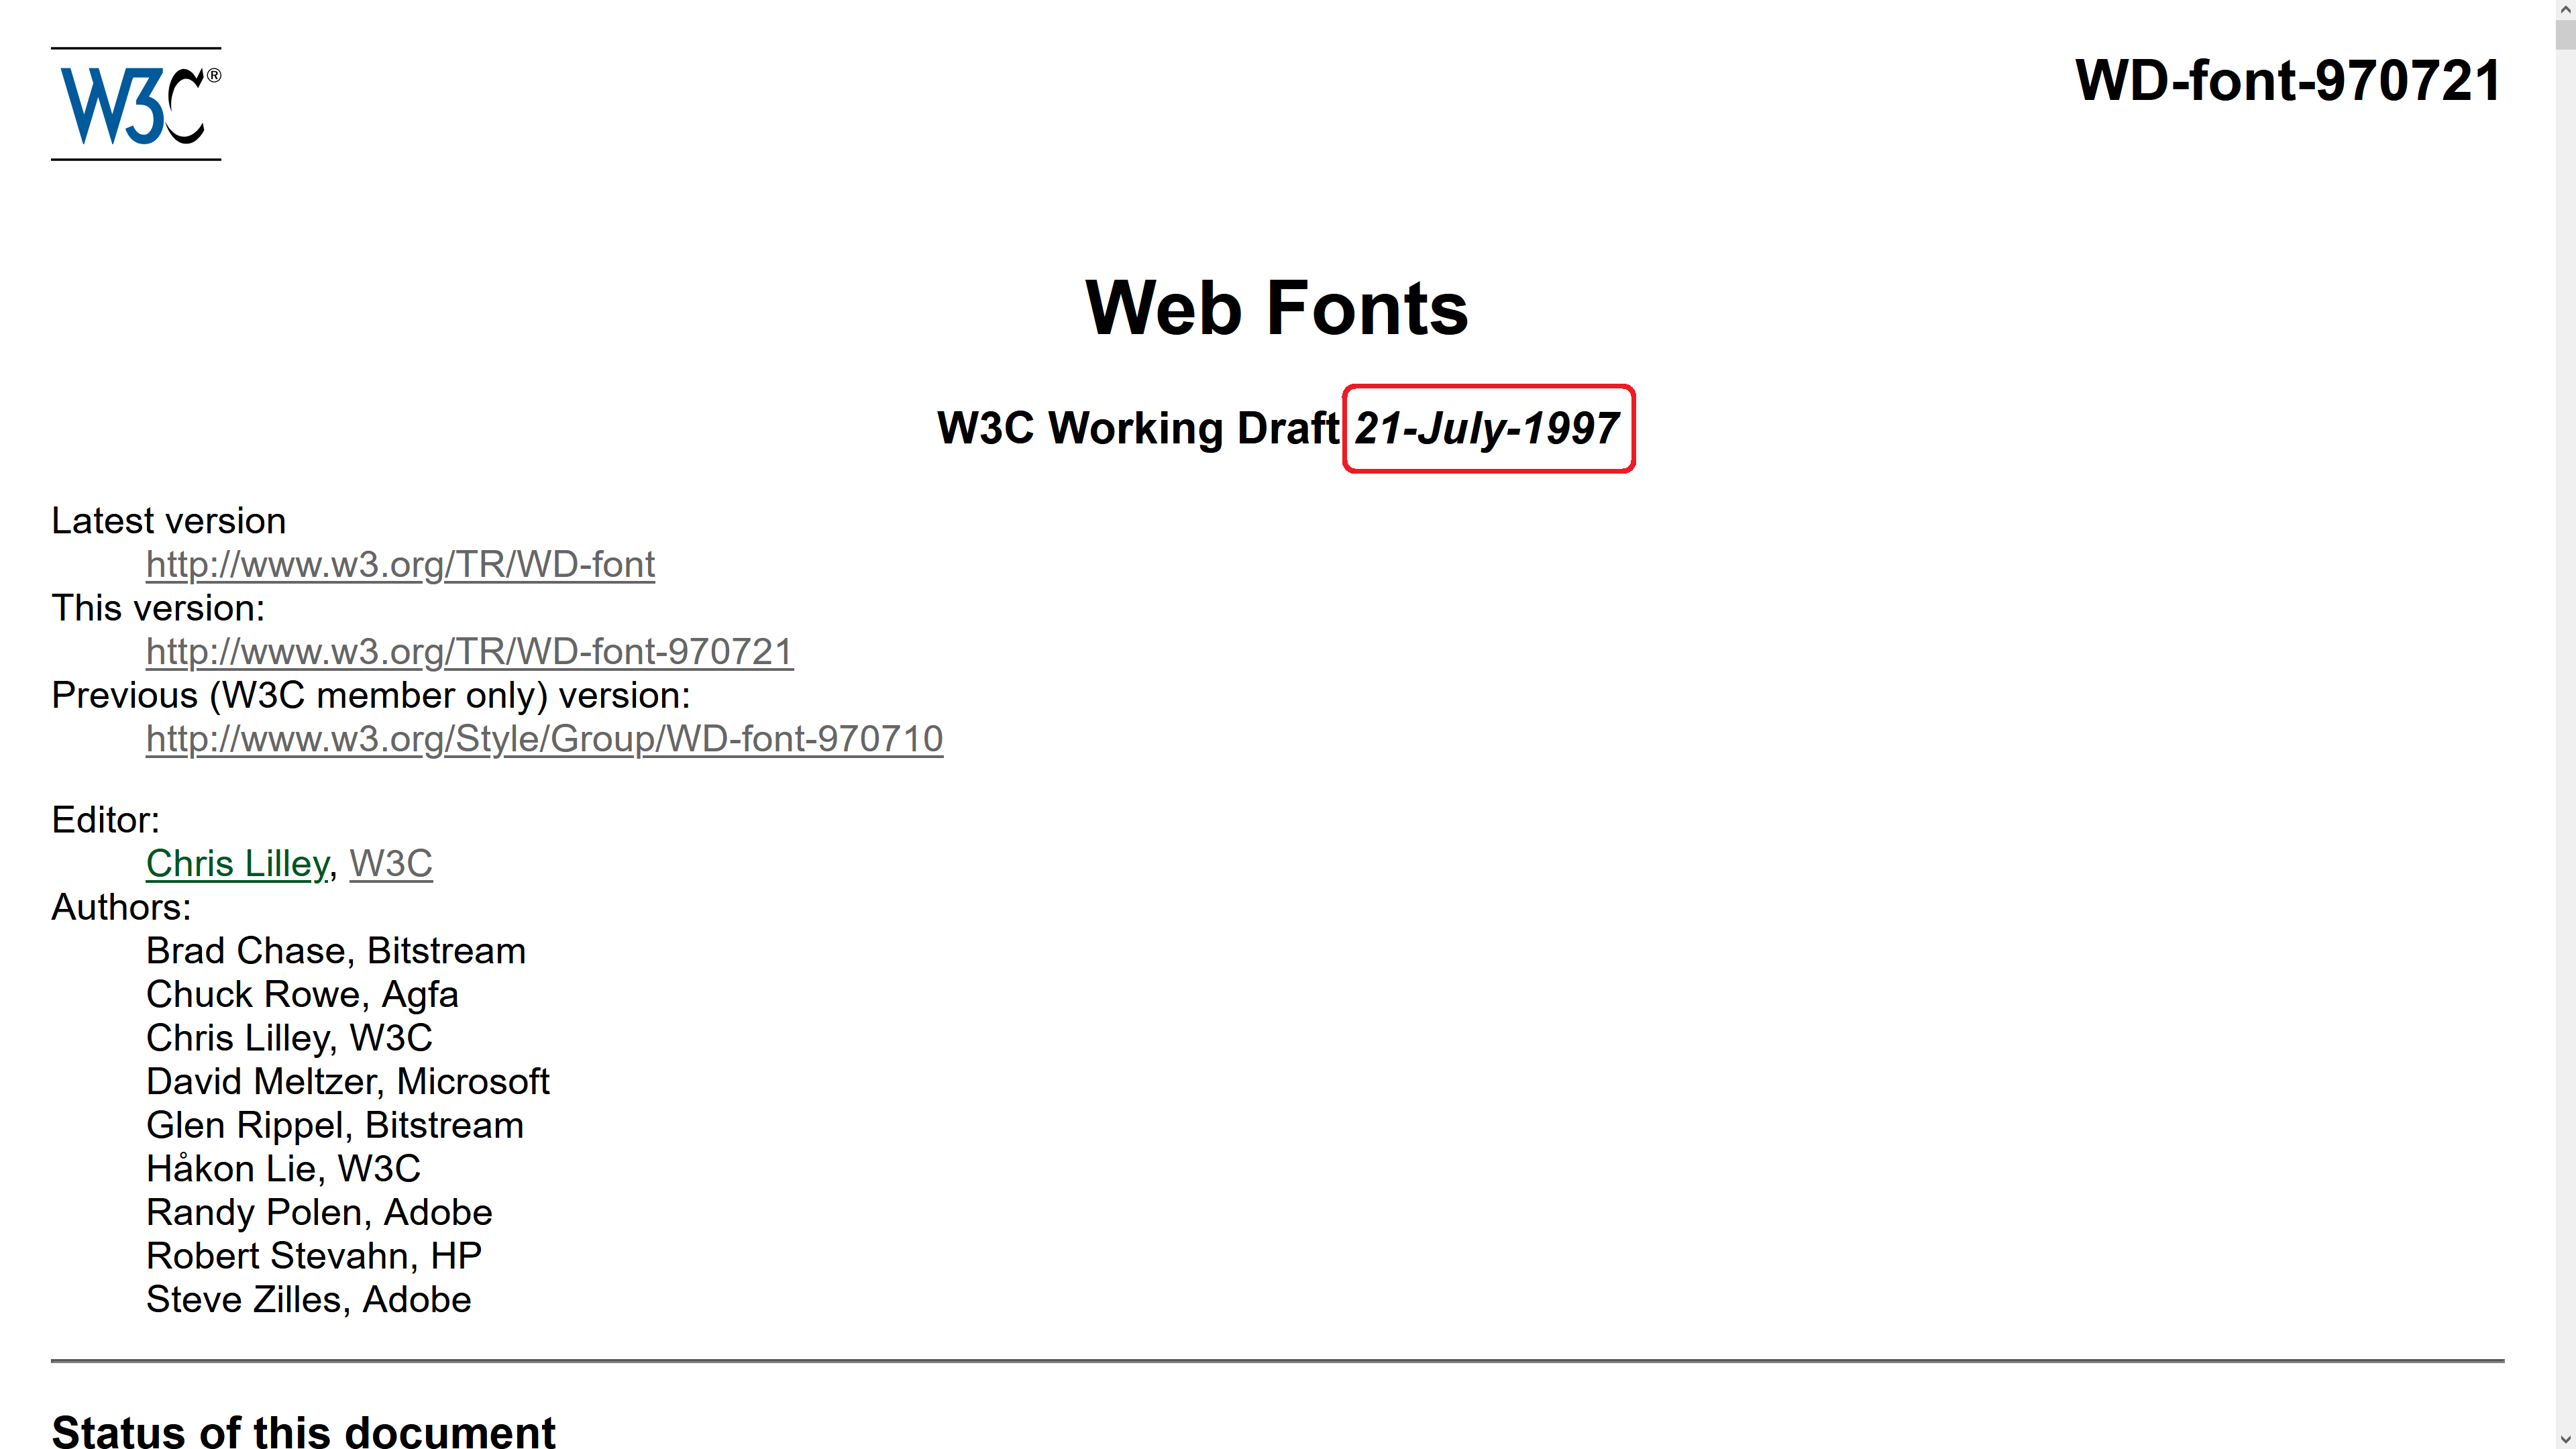 W3C®
WD-font-970721
Web Fonts
W3C Working Draft 21-July-1997
Latest version
http://www.w3.org/TR/WD-font
This version:
http://www.w3.org/TR/WD-font-970721
Previous (W3C member only) version:
http://www.w3.org/Style/Group/WD-font-970710
Editor:
Chris Lilley, W3C
Authors:
Brad Chase, Bitstream
Chuck Rowe, Agfa
Chris Lilley, W3C
David Meltzer, Microsoft
Glen Rippel, Bitstream
Håkon Lie, W3C
Randy Polen, Adobe
Robert Stevahn, HP
Steve Zilles, Adobe
Status of this document